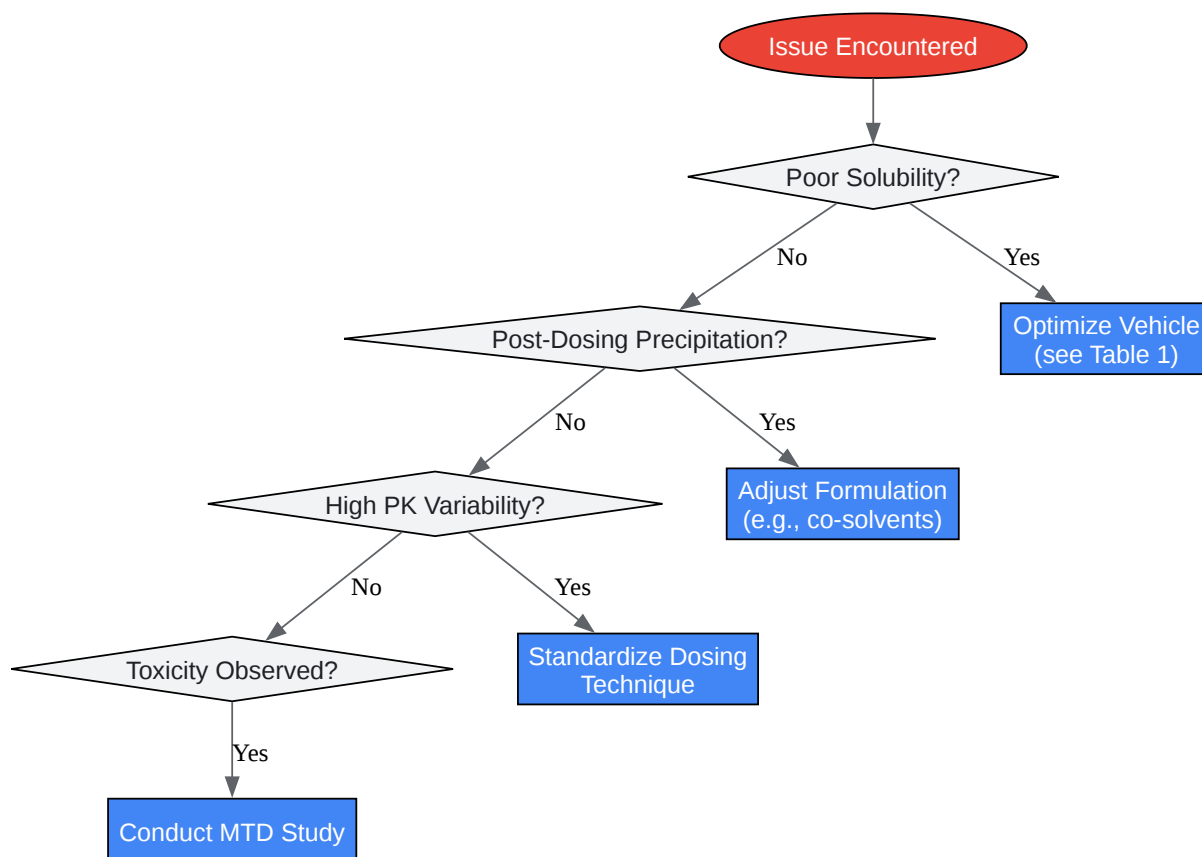 Issue Encountered
Poor Solubility?
No
Yes
Post-Dosing Precipitation?
Optimize Vehicle
(see Table 1)
No
Yes
High PK Variability?
Adjust Formulation
(e.g., co-solvents)
No
Yes
Toxicity Observed?
Standardize Dosing
Technique
Yes
Conduct MTD Study